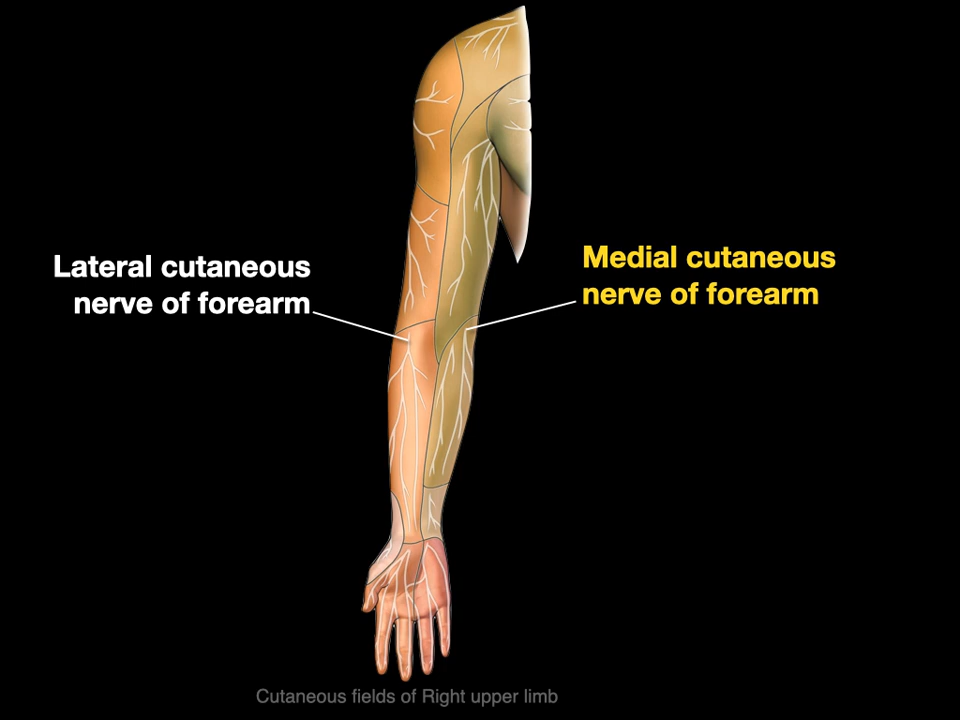 Lateral cutaneous
nerve of forearm
Medial cutaneous
nerve of forearm
Cutaneous fields of Right upper limb